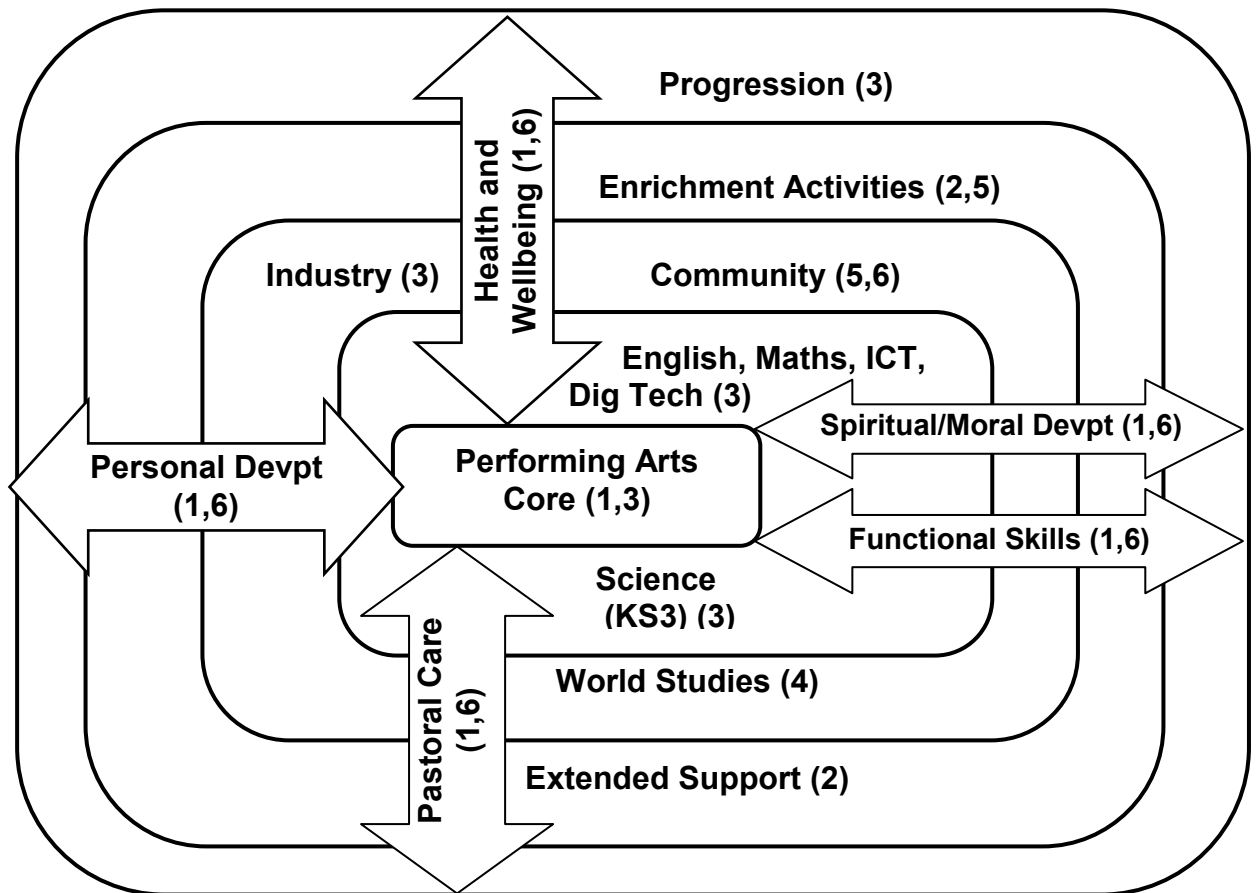 Progression (3)
Health and
Wellbeing (1,6)
Enrichment Activities (2,5)
Industry (3)
Community (5,6)
English, Maths, ICT,
Dig Tech (3)
Spiritual/Moral Devpt (1,6)
Personal Devpt
(1,6)
Performing Arts
Core (1,3)
Functional Skills (1,6)
Science
(KS3) (3)
Pastoral Care
(1,6)
World Studies (4)
Extended Support (2)